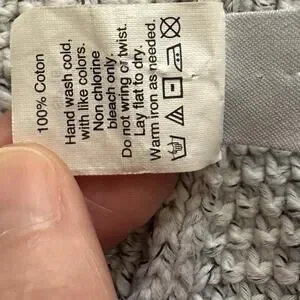 100% Coton
Hand wash cold,
with like colors.
Non chlorine
bleach only.
Do not wring or twist.
Lay flat to dry.
Warm iron as needed.